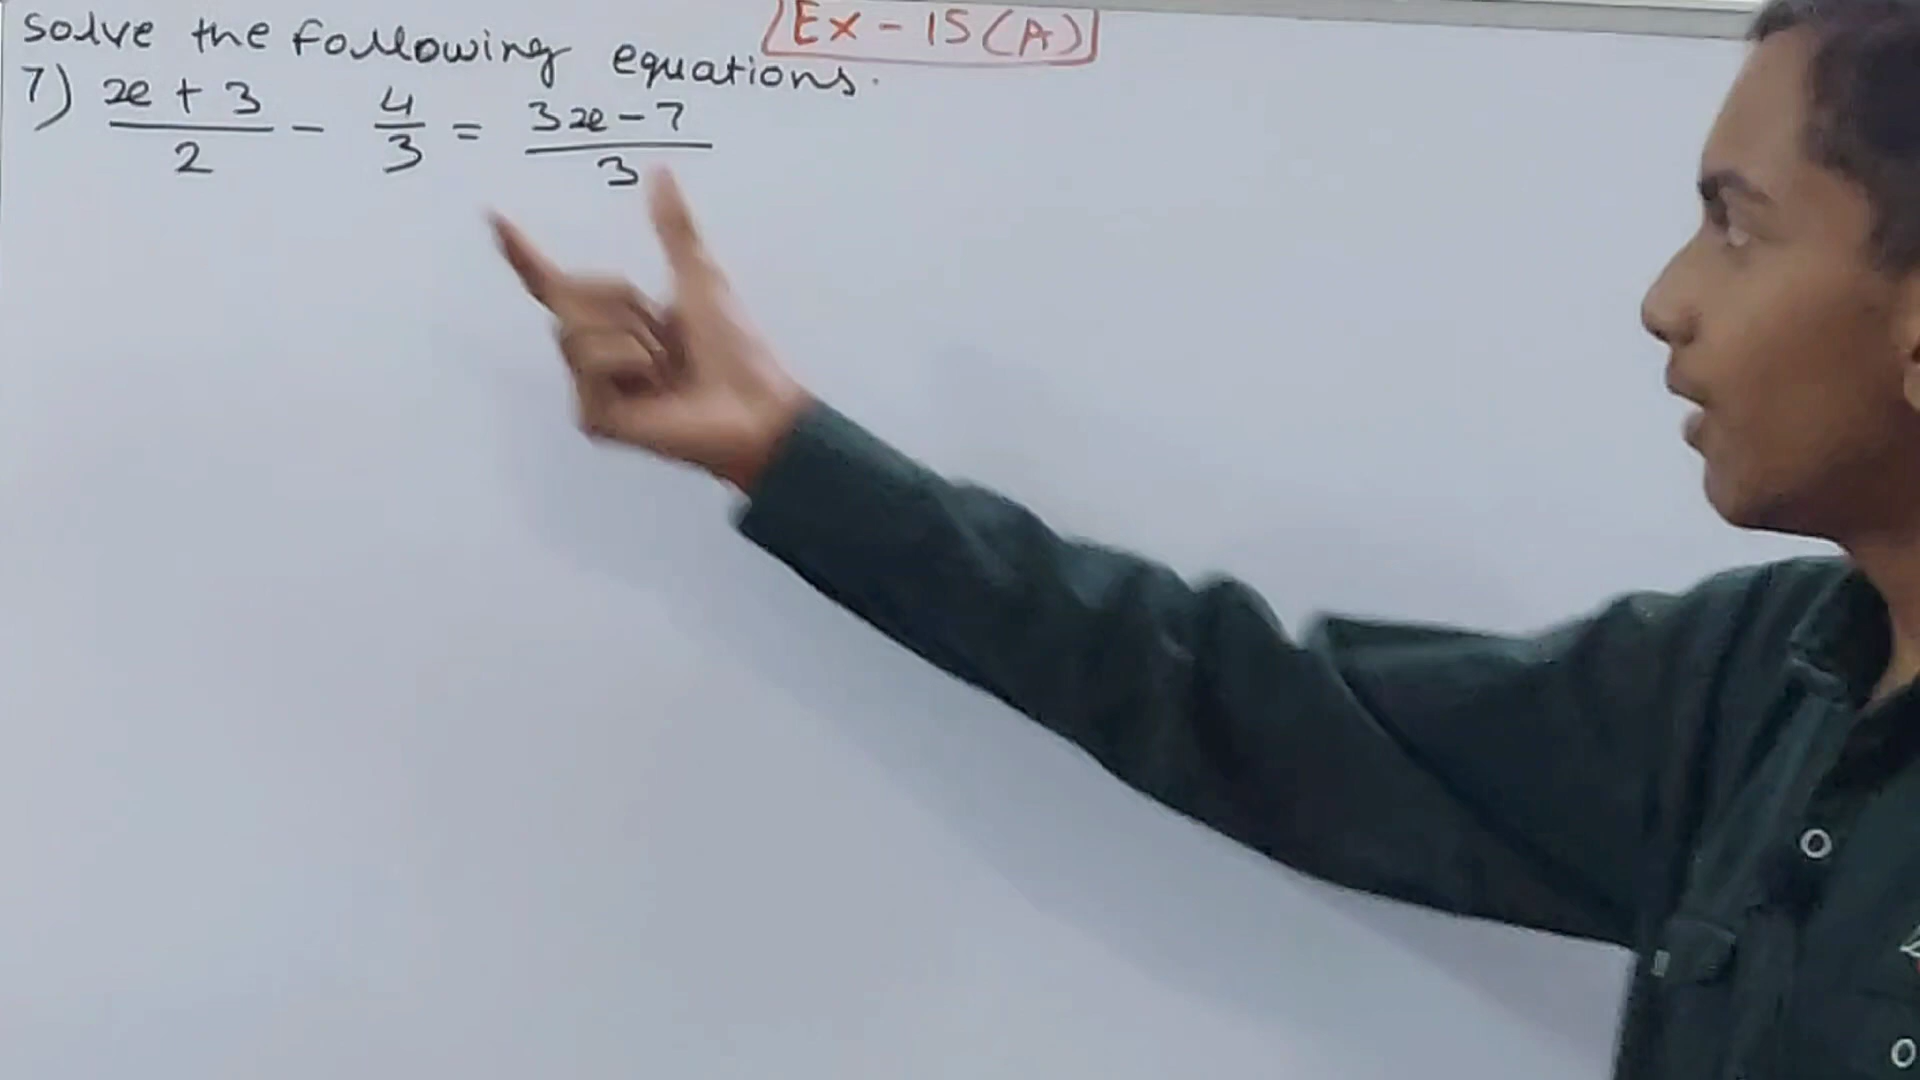 Ex - 15 (A)
Solve the following equations.
7) (x + 3)/2 - 4/3 = (3x - 7)/3